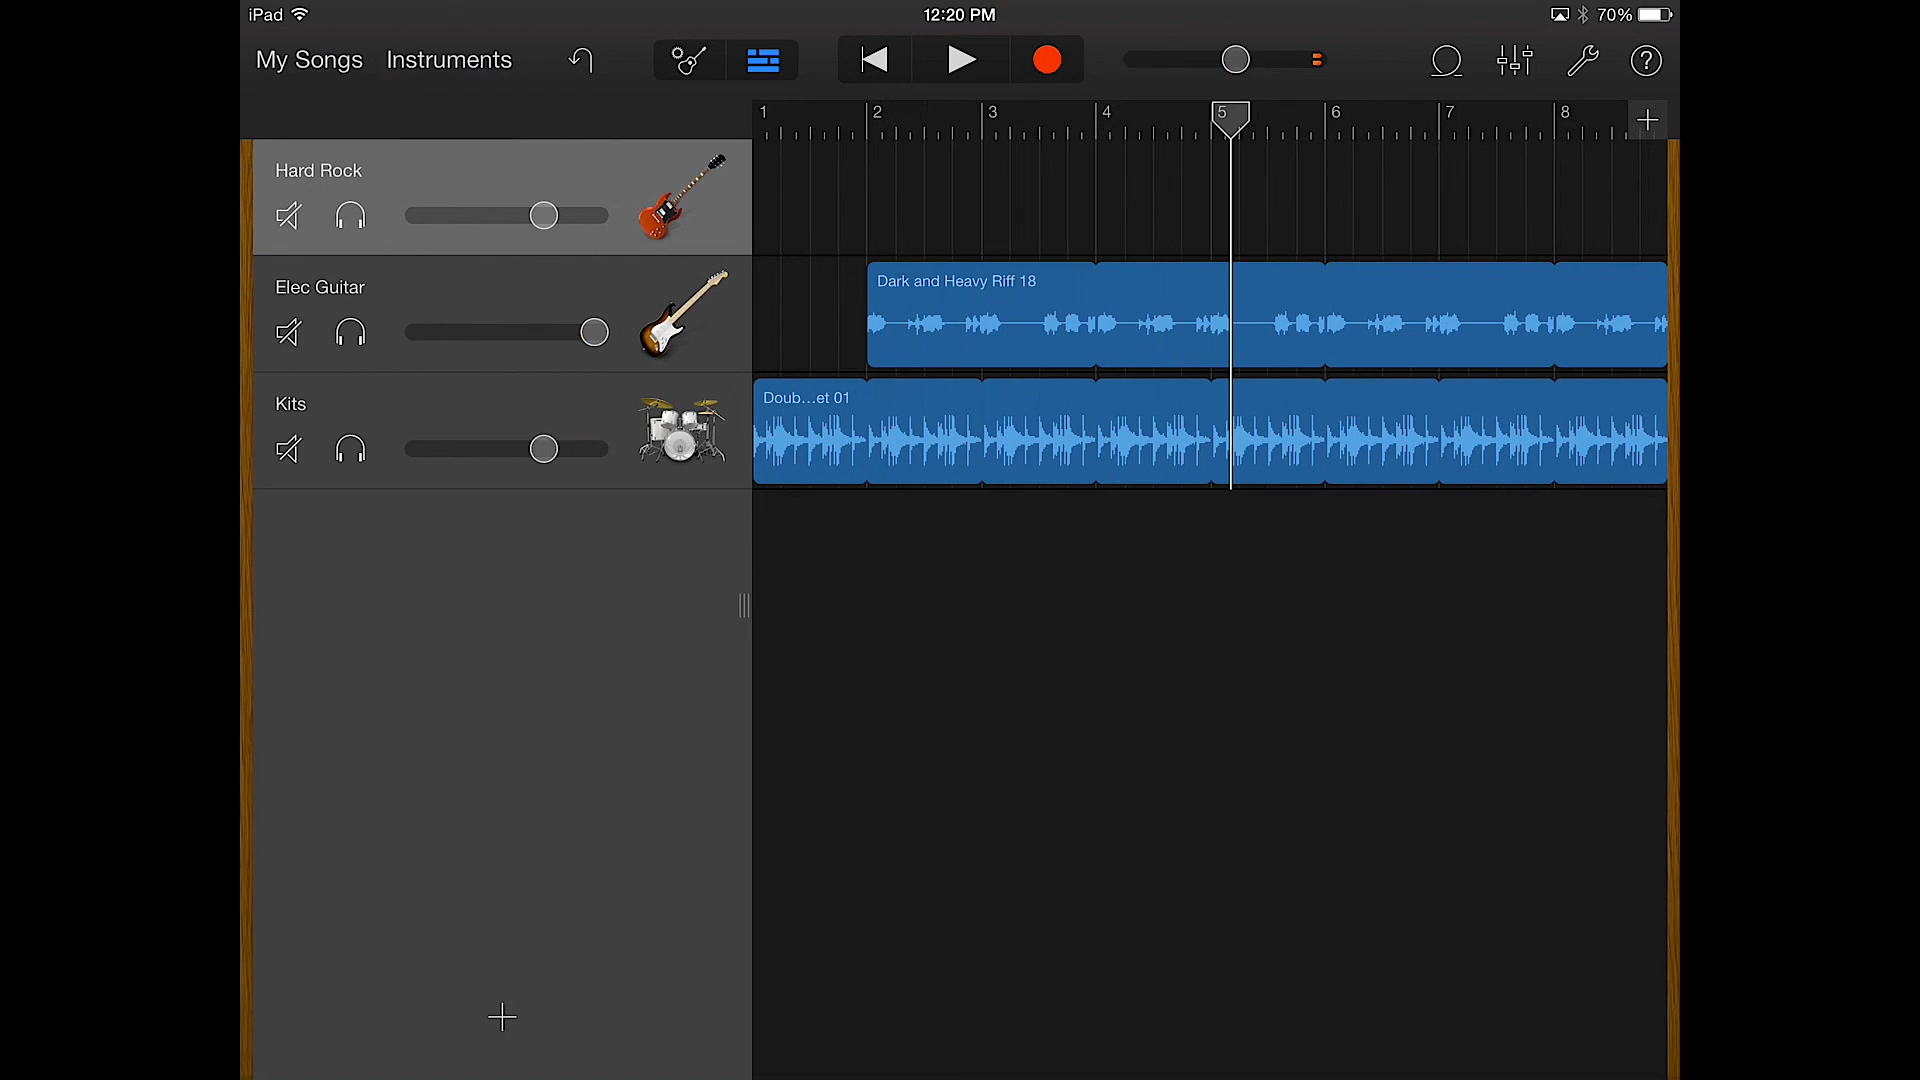 iPad 12:20 PM 70%
My Songs Instruments ?
1 2 3 4 5 6 7 8
Hard Rock
Elec Guitar
Dark and Heavy Riff 18
Kits
Doub...et 01